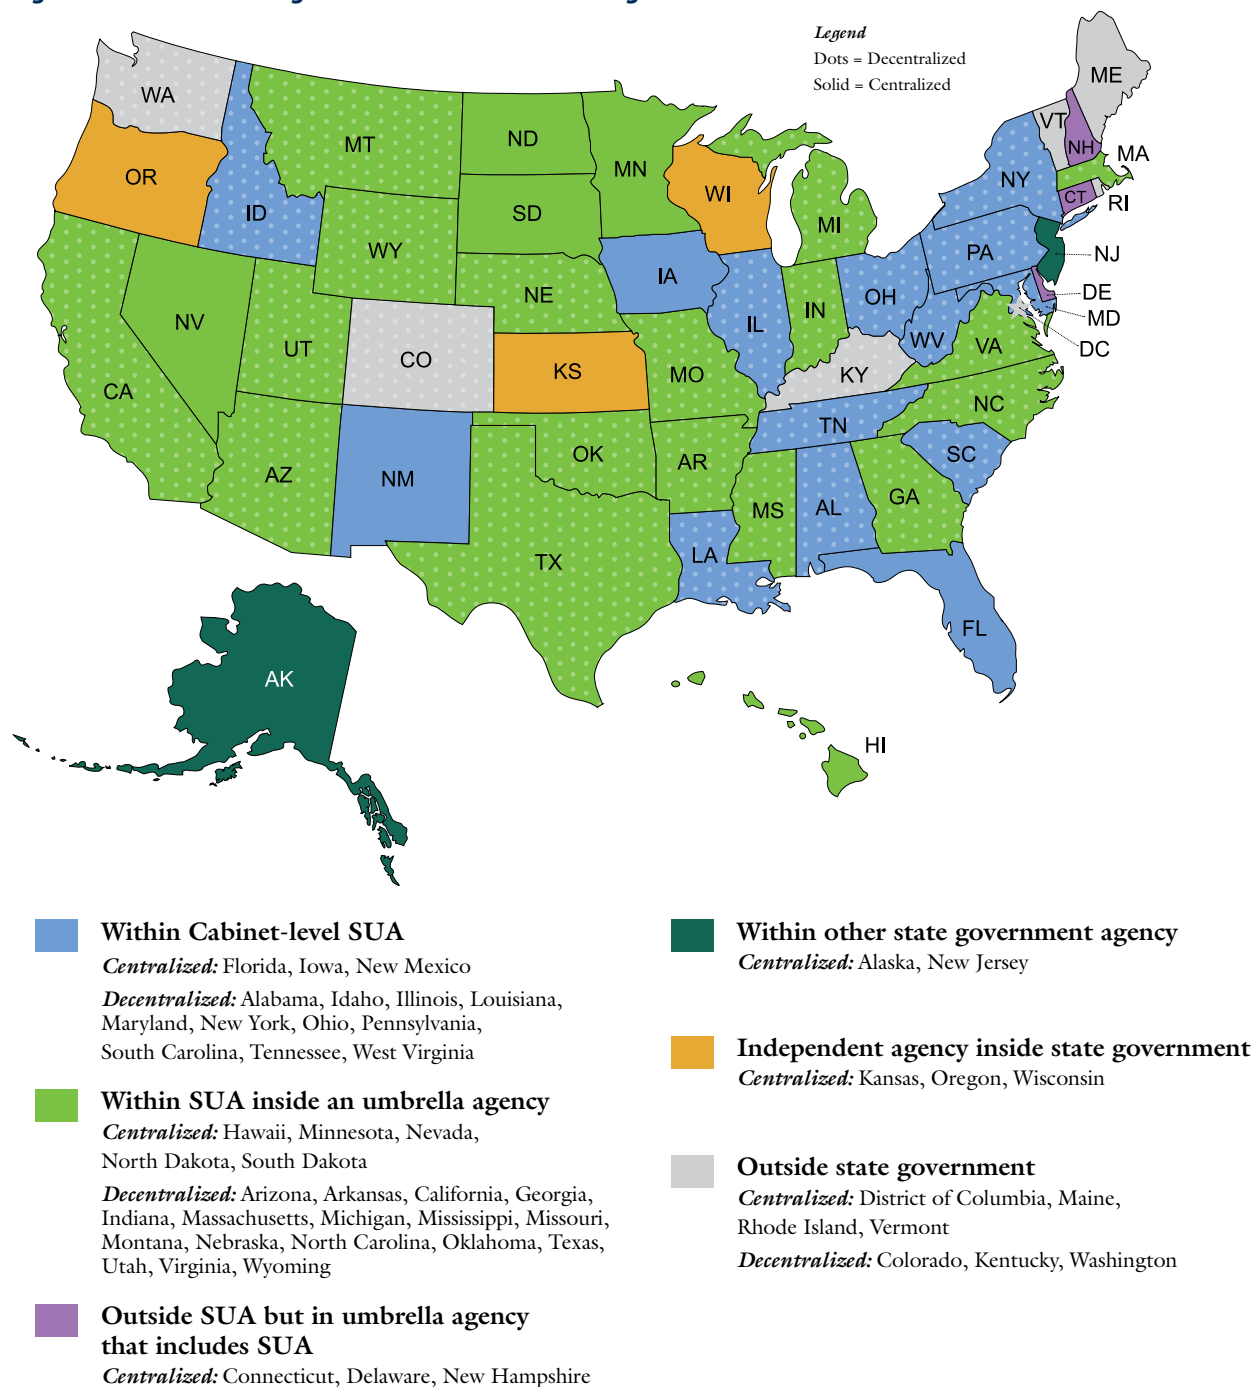 Legend
Dots = Decentralized
Solid = Centralized
WA
OR
ID
MT
ND
SD
WY
NE
MN
WI
MI
IA
IL
IN
OH
PA
NY
VT
NH
ME
MA
CT
RI
NJ
DE
MD
DC
WV
VA
KY
NC
TN
SC
GA
AL
MS
FL
LA
AR
MO
KS
OK
TX
CO
NM
UT
AZ
NV
CA
AK
HI
Within Cabinet-level SUA
Centralized: Florida, Iowa, New Mexico
Decentralized: Alabama, Idaho, Illinois, Louisiana,
Maryland, New York, Ohio, Pennsylvania,
South Carolina, Tennessee, West Virginia
Within SUA inside an umbrella agency
Centralized: Hawaii, Minnesota, Nevada,
North Dakota, South Dakota
Decentralized: Arizona, Arkansas, California, Georgia,
Indiana, Massachusetts, Michigan, Mississippi, Missouri,
Montana, Nebraska, North Carolina, Oklahoma, Texas,
Utah, Virginia, Wyoming
Outside SUA but in umbrella agency
that includes SUA
Centralized: Connecticut, Delaware, New Hampshire
Within other state government agency
Centralized: Alaska, New Jersey
Independent agency inside state government
Centralized: Kansas, Oregon, Wisconsin
Outside state government
Centralized: District of Columbia, Maine,
Rhode Island, Vermont
Decentralized: Colorado, Kentucky, Washington